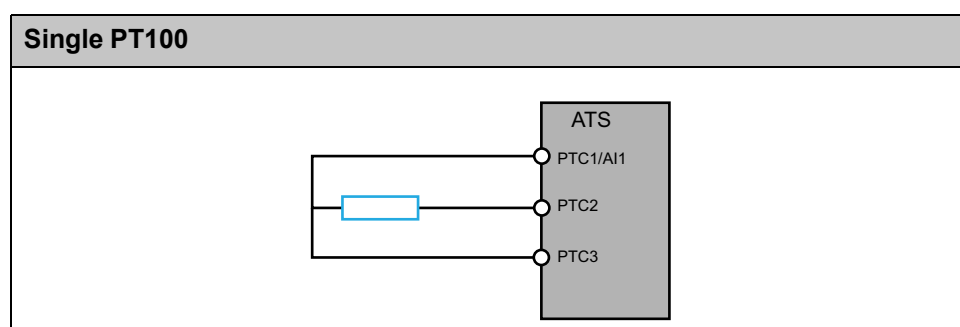 Single PT100
ATS
PTC1/AI1
PTC2
PTC3